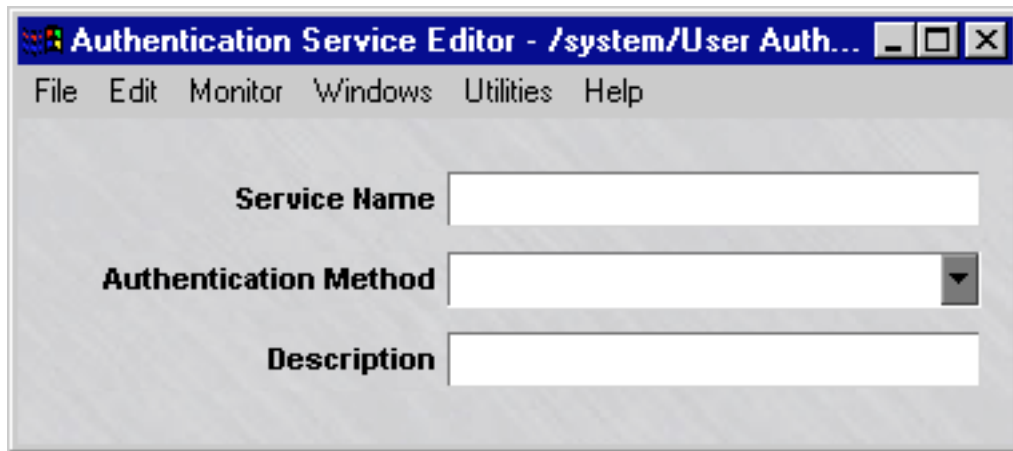 Authentication Service Editor - /system/User Auth...
File Edit Monitor Windows Utilities Help
Service Name
Authentication Method
Description